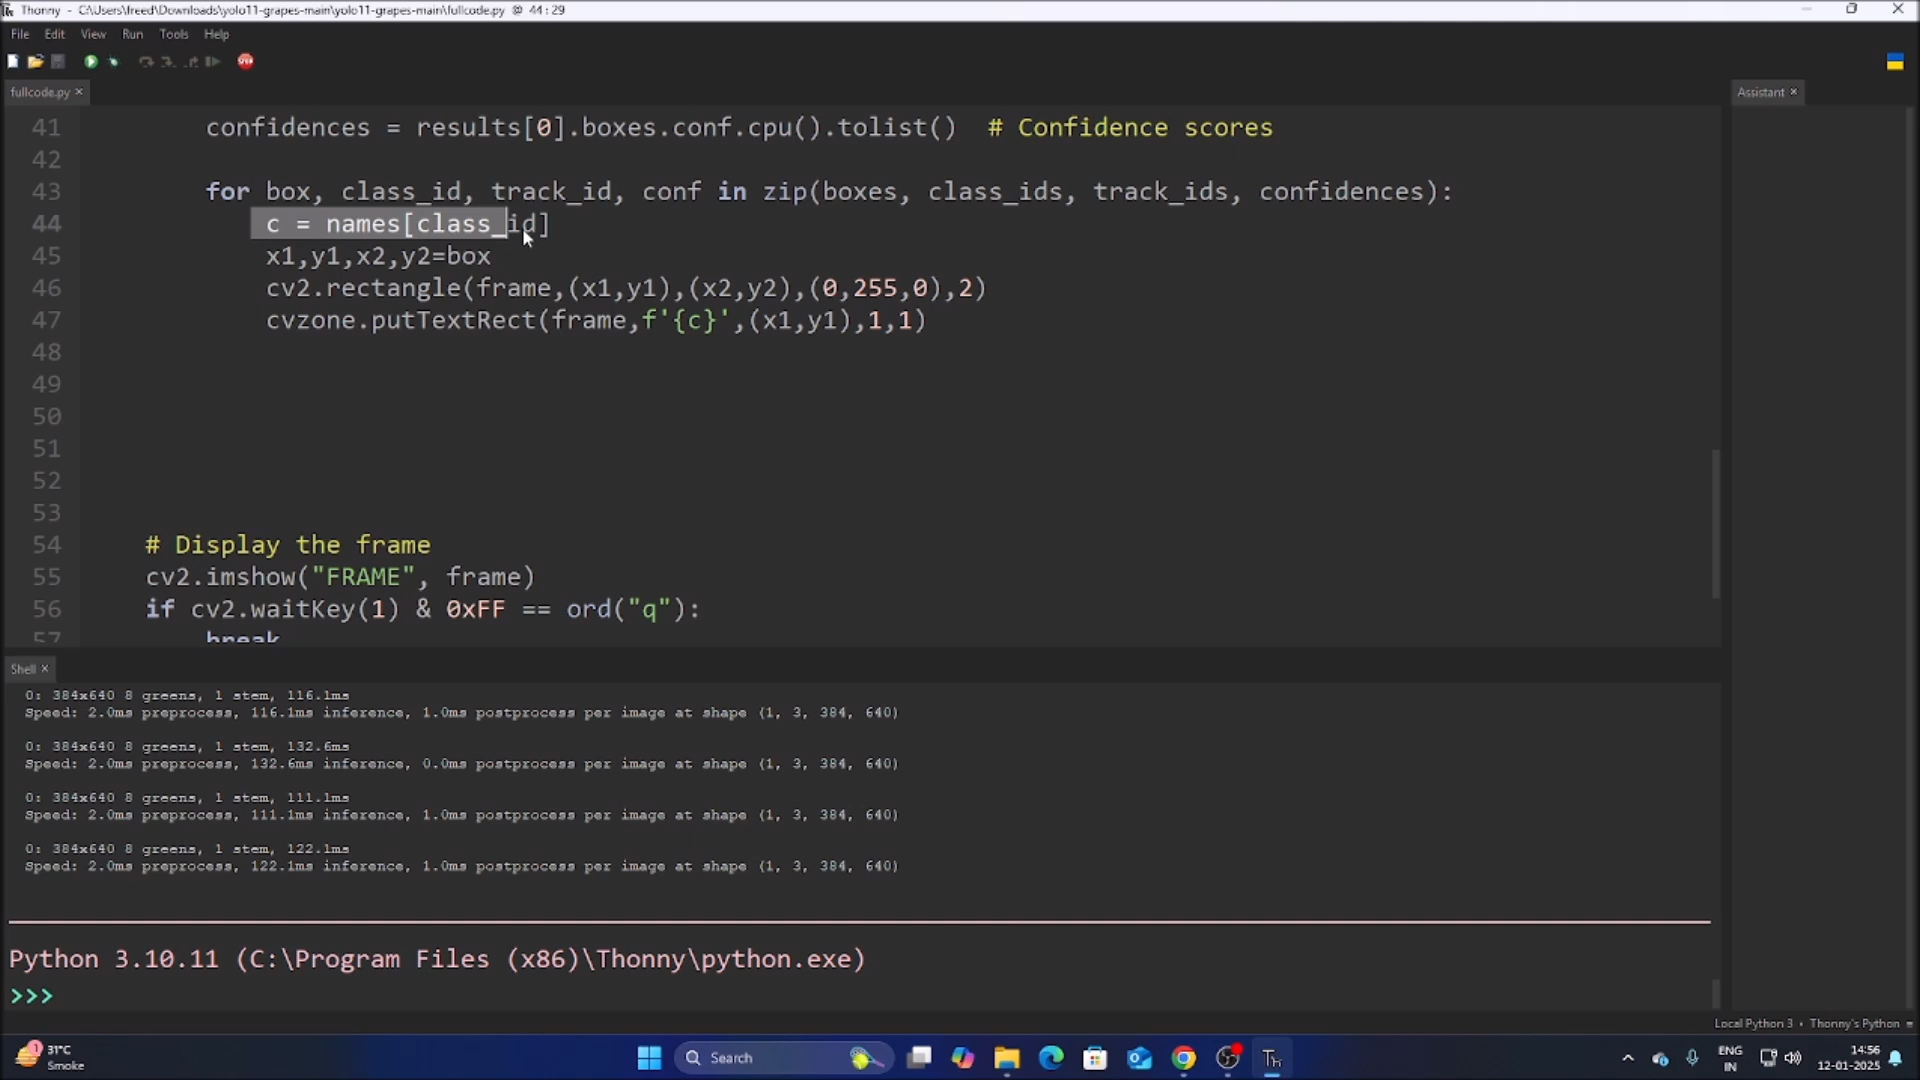 Thonny - C:\Users\freed\Downloads\yolo11-grapes-main\yolo11-grapes-main\fullcode.py @ 44:29
File Edit View Run Tools Help
fullcode.py ×
Assistant ×
41 confidences = results[0].boxes.conf.cpu().tolist()  # Confidence scores
42
43 for box, class_id, track_id, conf in zip(boxes, class_ids, track_ids, confidences):
44 c = names[class_id]
45 x1,y1,x2,y2=box
46 cv2.rectangle(frame,(x1,y1),(x2,y2),(0,255,0),2)
47 cvzone.putTextRect(frame,f'{c}',(x1,y1),1,1)
48
49
50
51
52
53
54 # Display the frame
55 cv2.imshow("FRAME", frame)
56 if cv2.waitKey(1) & 0xFF == ord("q"):
57 break
Shell ×
0: 384x640 8 greens, 1 stem, 116.1ms
Speed: 2.0ms preprocess, 116.1ms inference, 1.0ms postprocess per image at shape (1, 3, 384, 640)
0: 384x640 8 greens, 1 stem, 132.6ms
Speed: 2.0ms preprocess, 132.6ms inference, 0.0ms postprocess per image at shape (1, 3, 384, 640)
0: 384x640 8 greens, 1 stem, 111.1ms
Speed: 2.0ms preprocess, 111.1ms inference, 1.0ms postprocess per image at shape (1, 3, 384, 640)
0: 384x640 8 greens, 1 stem, 122.1ms
Speed: 2.0ms preprocess, 122.1ms inference, 1.0ms postprocess per image at shape (1, 3, 384, 640)
Python 3.10.11 (C:\Program Files (x86)\Thonny\python.exe)
>>>
Local Python 3 • Thonny's Python
1 31°C
Smoke
Search
Th
ENG
IN
14:56
12-01-2025